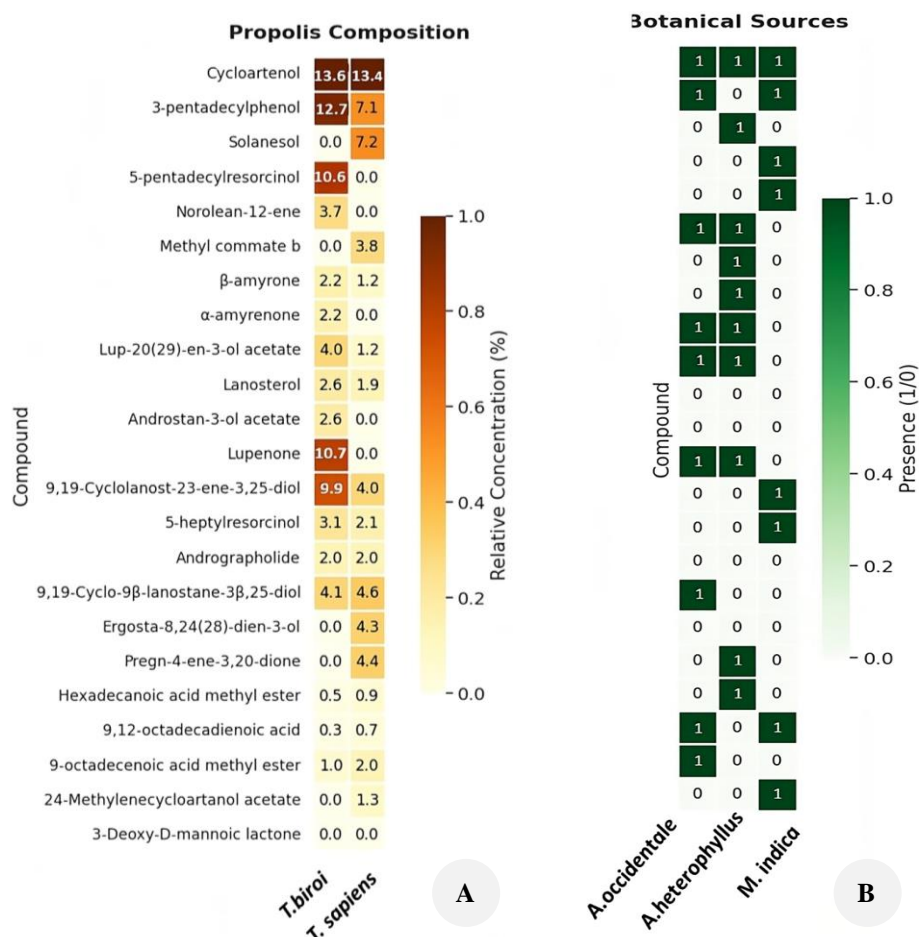 Propolis Composition
Cycloartenol 13.6 13.4
3-pentadecylphenol 12.7 7.1
Solanesol 0.0 7.2
5-pentadecylresorcinol 10.6 0.0
Norolean-12-ene 3.7 0.0
Methyl commate b 0.0 3.8
β-amyrone 2.2 1.2
α-amyrenone 2.2 0.0
Lup-20(29)-en-3-ol acetate 4.0 1.2
Lanosterol 2.6 1.9
Androstan-3-ol acetate 2.6 0.0
Lupenone 10.7 0.0
9,19-Cyclolanost-23-ene-3,25-diol 9.9 4.0
5-heptylresorcinol 3.1 2.1
Andrographolide 2.0 2.0
9,19-Cyclo-9β-lanostane-3β,25-diol 4.1 4.6
Ergosta-8,24(28)-dien-3-ol 0.0 4.3
Pregn-4-ene-3,20-dione 0.0 4.4
Hexadecanoic acid methyl ester 0.5 0.9
9,12-octadecadienoic acid 0.3 0.7
9-octadecenoic acid methyl ester 1.0 2.0
24-Methylenecycloartanol acetate 0.0 1.3
3-Deoxy-D-mannoic lactone 0.0 0.0
Compound
T.biroi
T. sapiens
1.0
0.8
0.6
0.4
0.2
0.0
Relative Concentration (%)
A
Botanical Sources
1 1 1
1 0 1
0 1 0
0 0 1
0 0 1
1 1 0
0 1 0
0 1 0
1 1 0
1 1 0
0 0 0
0 0 0
1 1 0
0 0 1
0 0 1
0 0 0
1 0 0
0 0 0
0 1 0
0 1 0
1 0 1
1 0 0
0 0 1
Compound
A.occidentale
A.heterophyllus
M. indica
1.0
0.8
0.6
0.4
0.2
0.0
Presence (1/0)
B